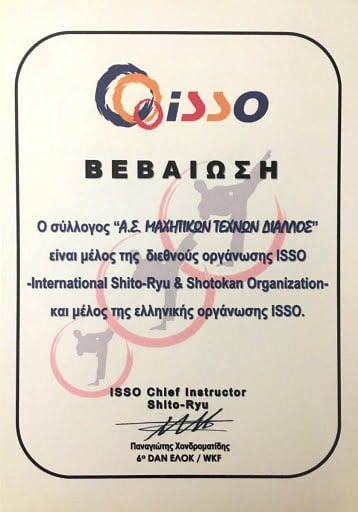 isso
ΒΕΒΑΙΩΣΗ
Ο σύλλογος “Α.Σ. ΜΑΧΗΤΙΚΩΝ ΤΕΧΝΩΝ ΔΙΑΛΛΟΣ”
είναι μέλος της διεθνούς οργάνωσης ISSO
-International Shito-Ryu & Shotokan Organization-
και μέλος της ελληνικής οργάνωσης ISSO.
ISSO Chief Instructor
Shito-Ryu
Παναγιώτης Χονδροματίδης
6ο DAN ΕΛΟΚ / WKF